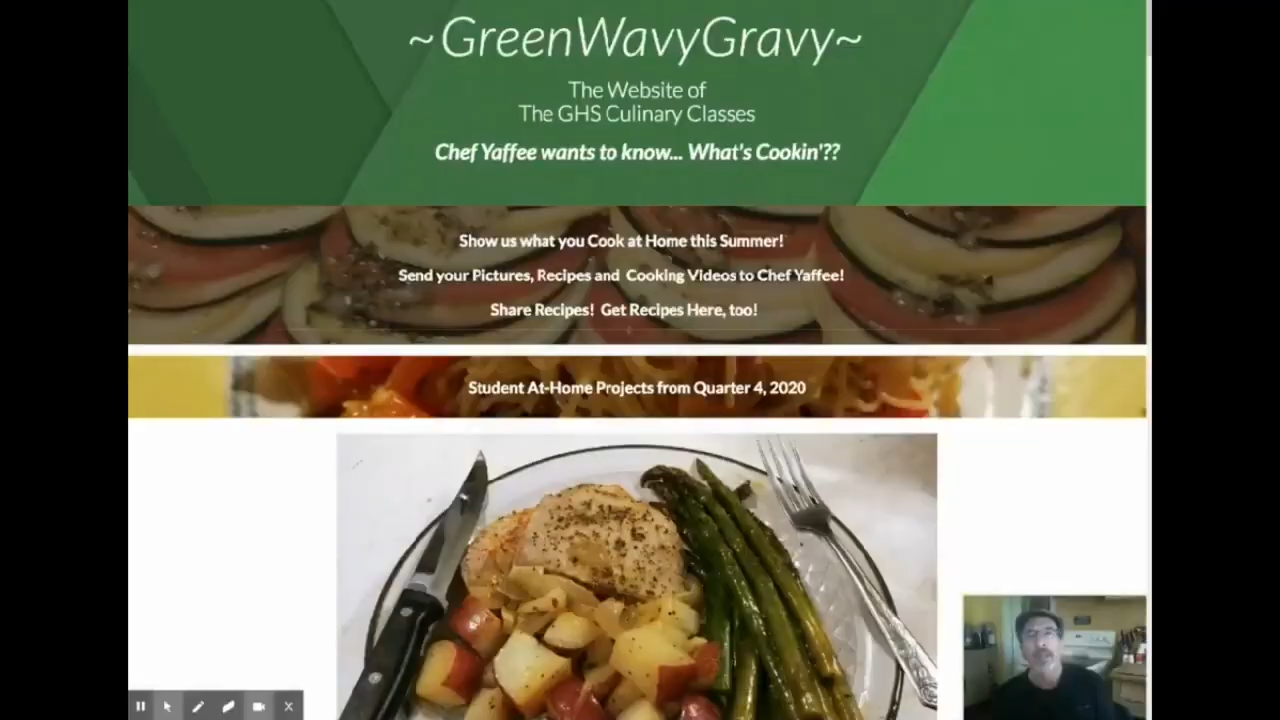 ~GreenWavyGravy~
The Website of
The GHS Culinary Classes
Chef Yaffee wants to know... What's Cookin'??
Show us what you Cook at Home this Summer!
Send your Pictures, Recipes and Cooking Videos to Chef Yaffee!
Share Recipes! Get Recipes Here, too!
Student At-Home Projects from Quarter 4, 2020